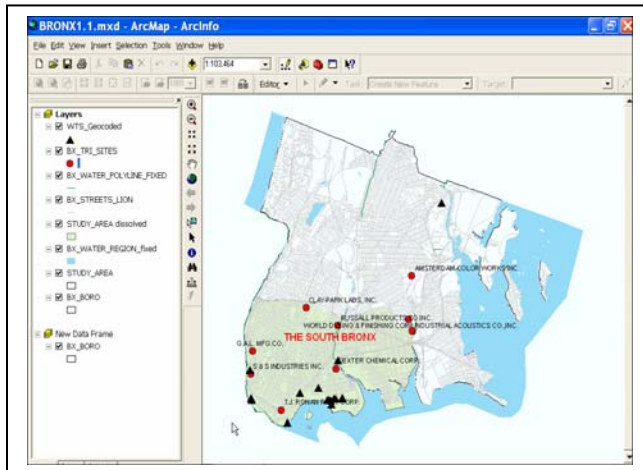 BRONX1.1.mxd - ArcMap - ArcInfo
File Edit View Insert Selection Tools Window Help
1:103,464
Editor Task: Create New Feature Target:
Layers
WTS_Geocoded
BX_TRI_SITES
BX_WATER_POLYLINE_FIXED
BX_STREETS_LION
STUDY_AREA dissolved
BX_WATER_REGION_fixed
STUDY_AREA
BX_BORO
New Data Frame
BX_BORO
AMSTERDAM COLOR WORKS INC.
CLAY-PARK LABS, INC.
PRODUCTS CO INC.
WORLD & FINISHING CORP.
INDUSTRIAL ACOUSTICS CO.,INC.
THE SOUTH BRONX
G.A.L. MFG.CO.
DEXTER CHEMICAL CORP.
S & S INDUSTRIES INC.
T.J. CORP.